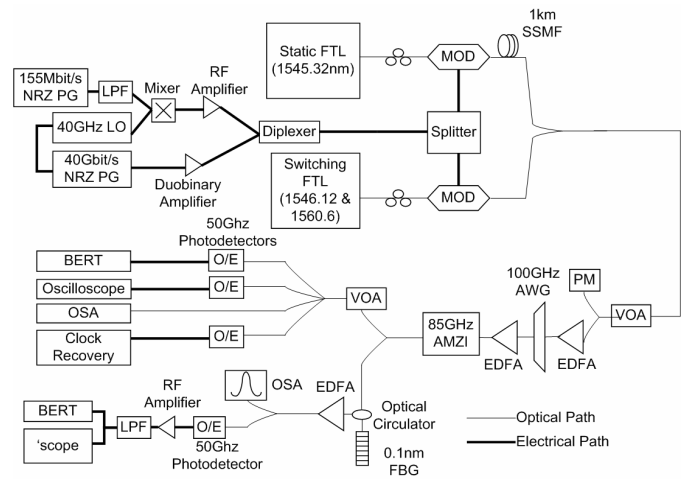 1km
SSMF
Static FTL
(1545.32nm)
MOD
155Mbit/s
NRZ PG
LPF
Mixer
RF
Amplifier
40GHz LO
Diplexer
Splitter
40Gbit/s
NRZ PG
Duobinary
Amplifier
Switching
FTL
(1546.12 &
1560.6)
MOD
50Ghz
Photodetectors
BERT
O/E
Oscilloscope
O/E
OSA
Clock
Recovery
O/E
VOA
85GHz
AMZI
EDFA
100GHz
AWG
EDFA
PM
VOA
RF
Amplifier
OSA
EDFA
Optical
Circulator
BERT
'scope
LPF
O/E
50Ghz
Photodetector
0.1nm
FBG
Optical Path
Electrical Path